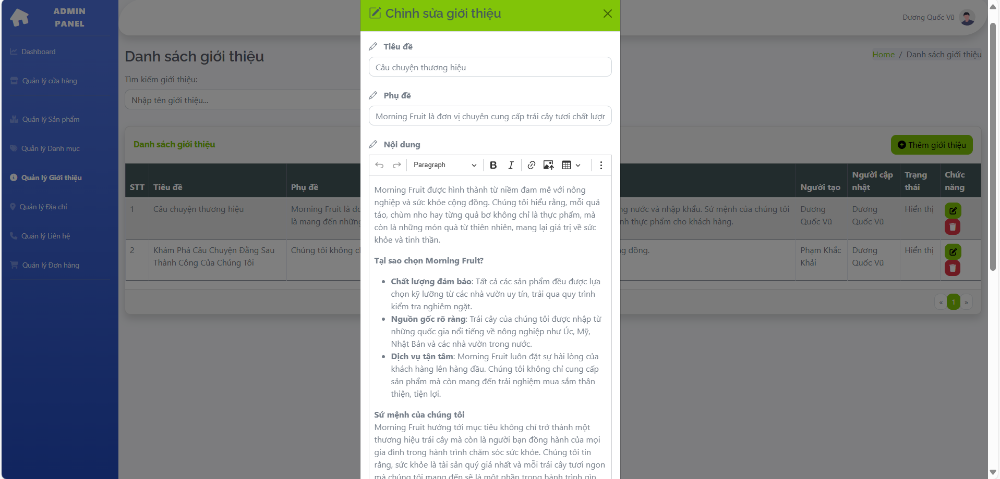 ADMIN
PANEL
Dashboard
Quản lý cửa hàng
Quản lý Sản phẩm
Quản lý Danh mục
Quản lý Giới thiệu
Quản lý Địa chỉ
Quản lý Liên hệ
Quản lý Đơn hàng
Dương Quốc Vũ
Danh sách giới thiệu
Home / Danh sách giới thiệu
Tìm kiếm giới thiệu:
Nhập tên giới thiệu...
Danh sách giới thiệu
Thêm giới thiệu
STT Tiêu đề Phụ đề Người tạo Người cập nhật Trạng thái Chức năng
1 Câu chuyện thương hiệu Morning Fruit là
ng nước và nhập khẩu. Sứ mệnh của chúng tôi
là mang đến những
nh thực phẩm cho khách hàng.
Dương Quốc Vũ Dương Quốc Vũ Hiển thị
2 Khám Phá Câu Chuyện Đằng Sau
Thành Công Của Chúng Tôi
Chúng tôi không
ng đồng.
Phạm Khắc Khải Dương Quốc Vũ Hiển thị
« 1 »
Chỉnh sửa giới thiệu
Tiêu đề
Câu chuyện thương hiệu
Phụ đề
Morning Fruit là đơn vị chuyên cung cấp trái cây tươi chất lượn
Nội dung
Paragraph B I
Morning Fruit được hình thành từ niềm đam mê với nông
nghiệp và sức khỏe cộng đồng. Chúng tôi hiểu rằng, mỗi quả
táo, chùm nho hay từng quả bơ không chỉ là thực phẩm, mà
còn là những món quà từ thiên nhiên, mang lại giá trị về sức
khỏe và tinh thần.
Tại sao chọn Morning Fruit?
Chất lượng đảm bảo: Tất cả các sản phẩm đều được lựa
chọn kỹ lưỡng từ các nhà vườn uy tín, trải qua quy trình
kiểm tra nghiêm ngặt.
Nguồn gốc rõ ràng: Trái cây của chúng tôi được nhập từ
những quốc gia nổi tiếng về nông nghiệp như Úc, Mỹ,
Nhật Bản và các nhà vườn trong nước.
Dịch vụ tận tâm: Morning Fruit luôn đặt sự hài lòng của
khách hàng lên hàng đầu. Chúng tôi không chỉ cung cấp
sản phẩm mà còn mang đến trải nghiệm mua sắm thân
thiện, tiện lợi.
Sứ mệnh của chúng tôi
Morning Fruit hướng tới mục tiêu không chỉ trở thành một
thương hiệu trái cây mà còn là người bạn đồng hành của mọi
gia đình trong hành trình chăm sóc sức khỏe. Chúng tôi tin
rằng, sức khỏe là tài sản quý giá nhất và mỗi trái cây tươi ngon
mà chúng tôi mang đến sẽ là một phần trong hành trình gìn